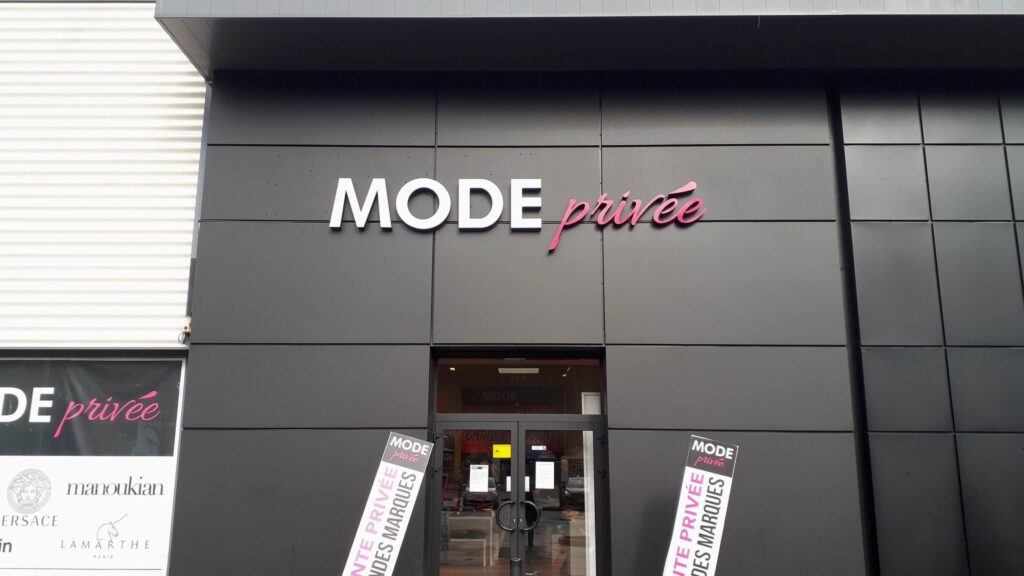 MODE privée
DE privée
ERSACE
manoukian
in
LAMARTHE
PARIS
MODE
privée
NTE PRIVÉE
NDES MARQUES
MODE
privée
NTE PRIVÉE
DES MARQUES
MODE